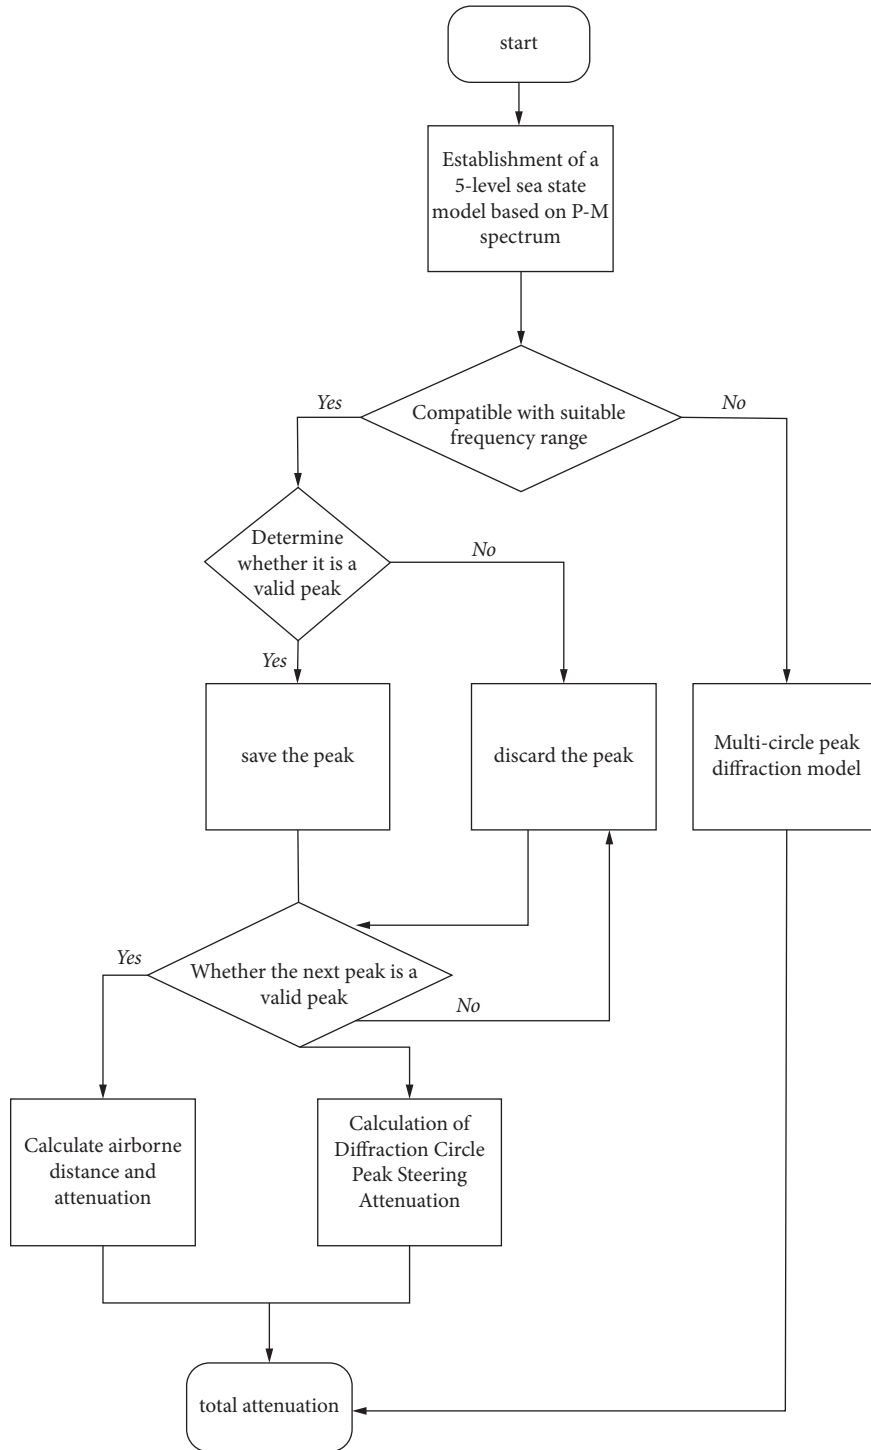 start
Establishment of a
5-level sea state
model based on P-M
spectrum
Yes
Compatible with suitable
frequency range
No
Determine
whether it is a
valid peak
No
Yes
save the peak
discard the peak
Multi-circle peak
diffraction model
Yes
Whether the next peak is a
valid peak
No
Calculate airborne
distance and
attenuation
Calculation of
Diffraction Circle
Peak Steering
Attenuation
total attenuation